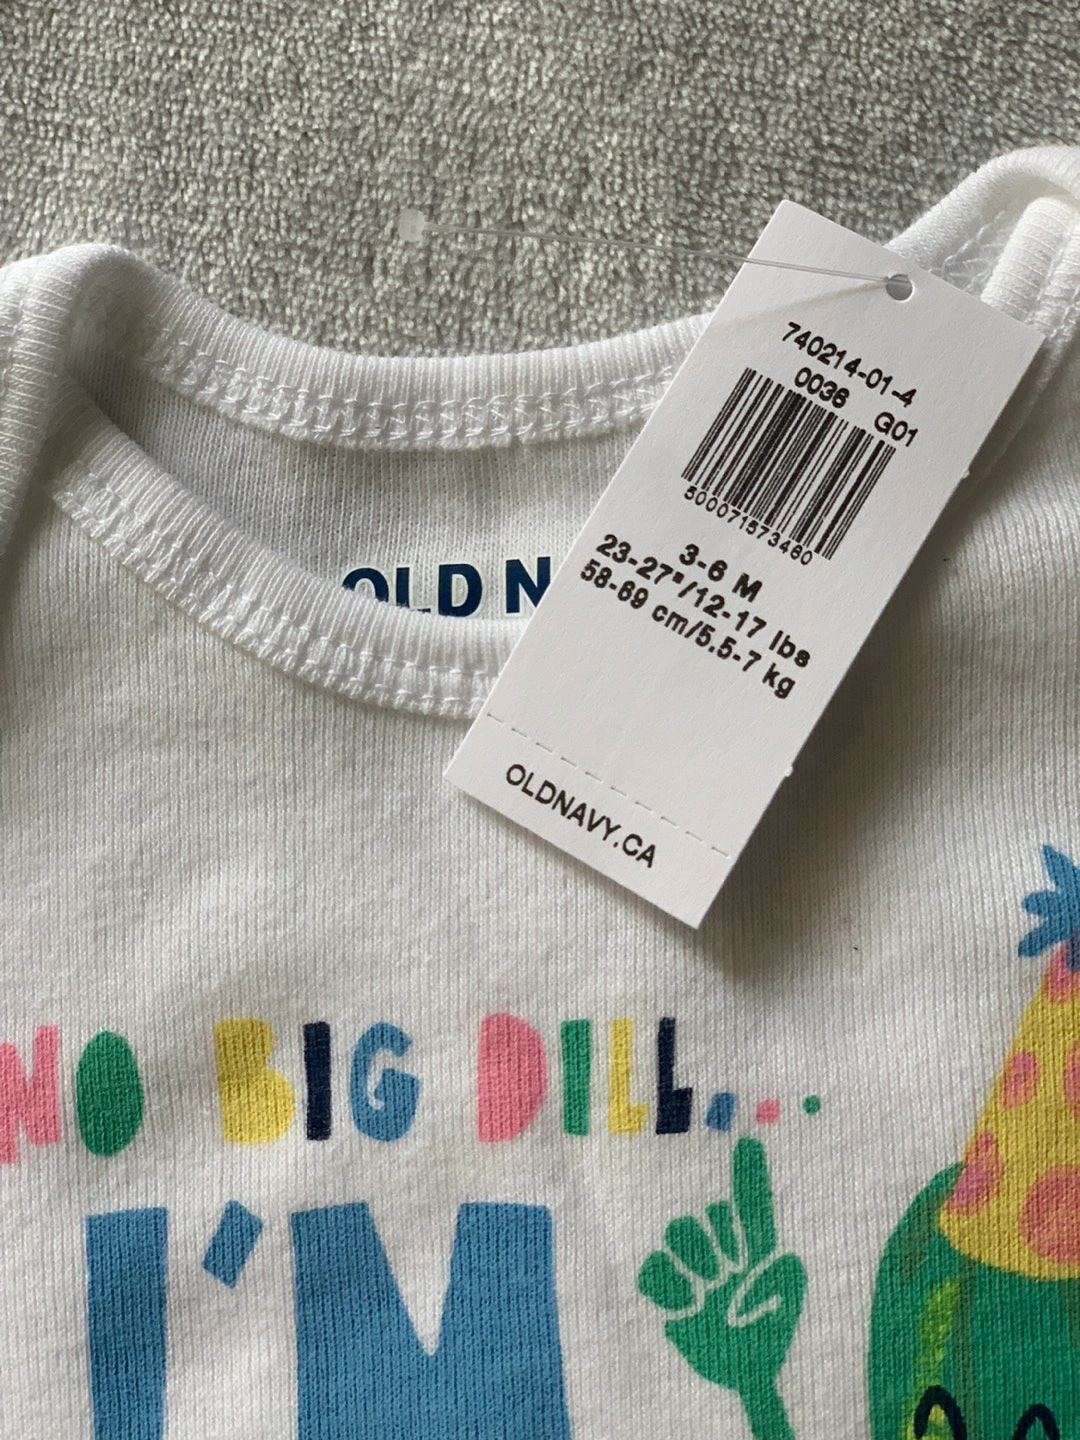 740214-01-4
0036 G01
500071573480
3-6 M
23-27"/12-17 lbs
58-69 cm/5.5-7 kg
OLDNAVY.CA
OLD N
NO BIG DILL...
I'M